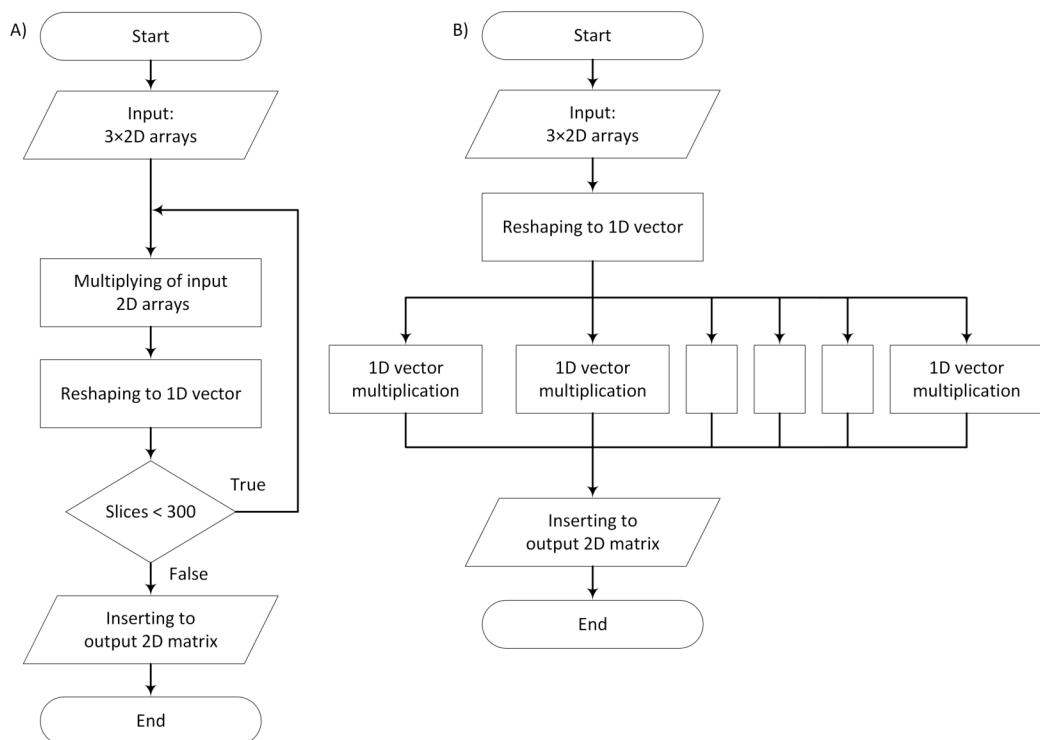 A)
Start
Input:
3×2D arrays
Multiplying of input
2D arrays
Reshaping to 1D vector
Slices < 300
True
False
Inserting to
output 2D matrix
End
B)
Start
Input:
3×2D arrays
Reshaping to 1D vector
1D vector
multiplication
1D vector
multiplication
1D vector
multiplication
Inserting to
output 2D matrix
End